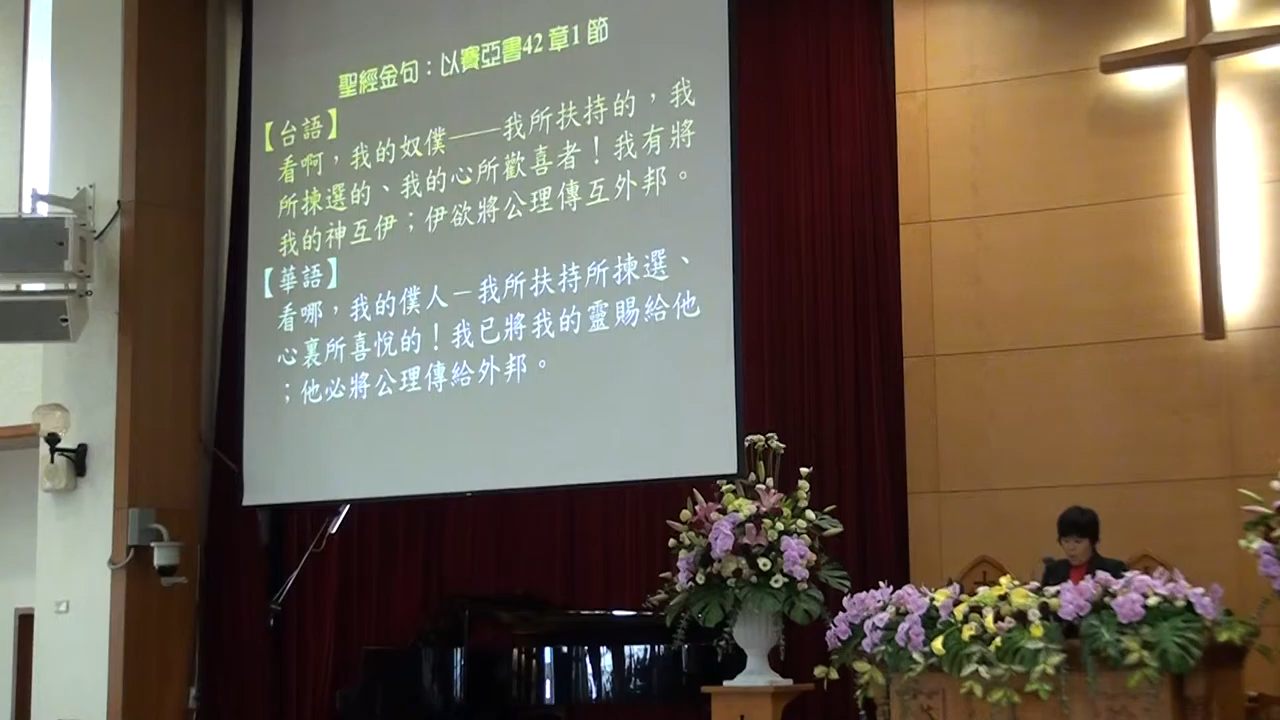 聖經金句：以賽亞書42章1節
【台語】
看啊，我的奴僕——我所扶持的，我
所揀選的、我的心所歡喜者！我有將
我的神互伊；伊欲將公理傳互外邦。
【華語】
看哪，我的僕人－我所扶持所揀選、
心裏所喜悅的！我已將我的靈賜給他
；他必將公理傳給外邦。